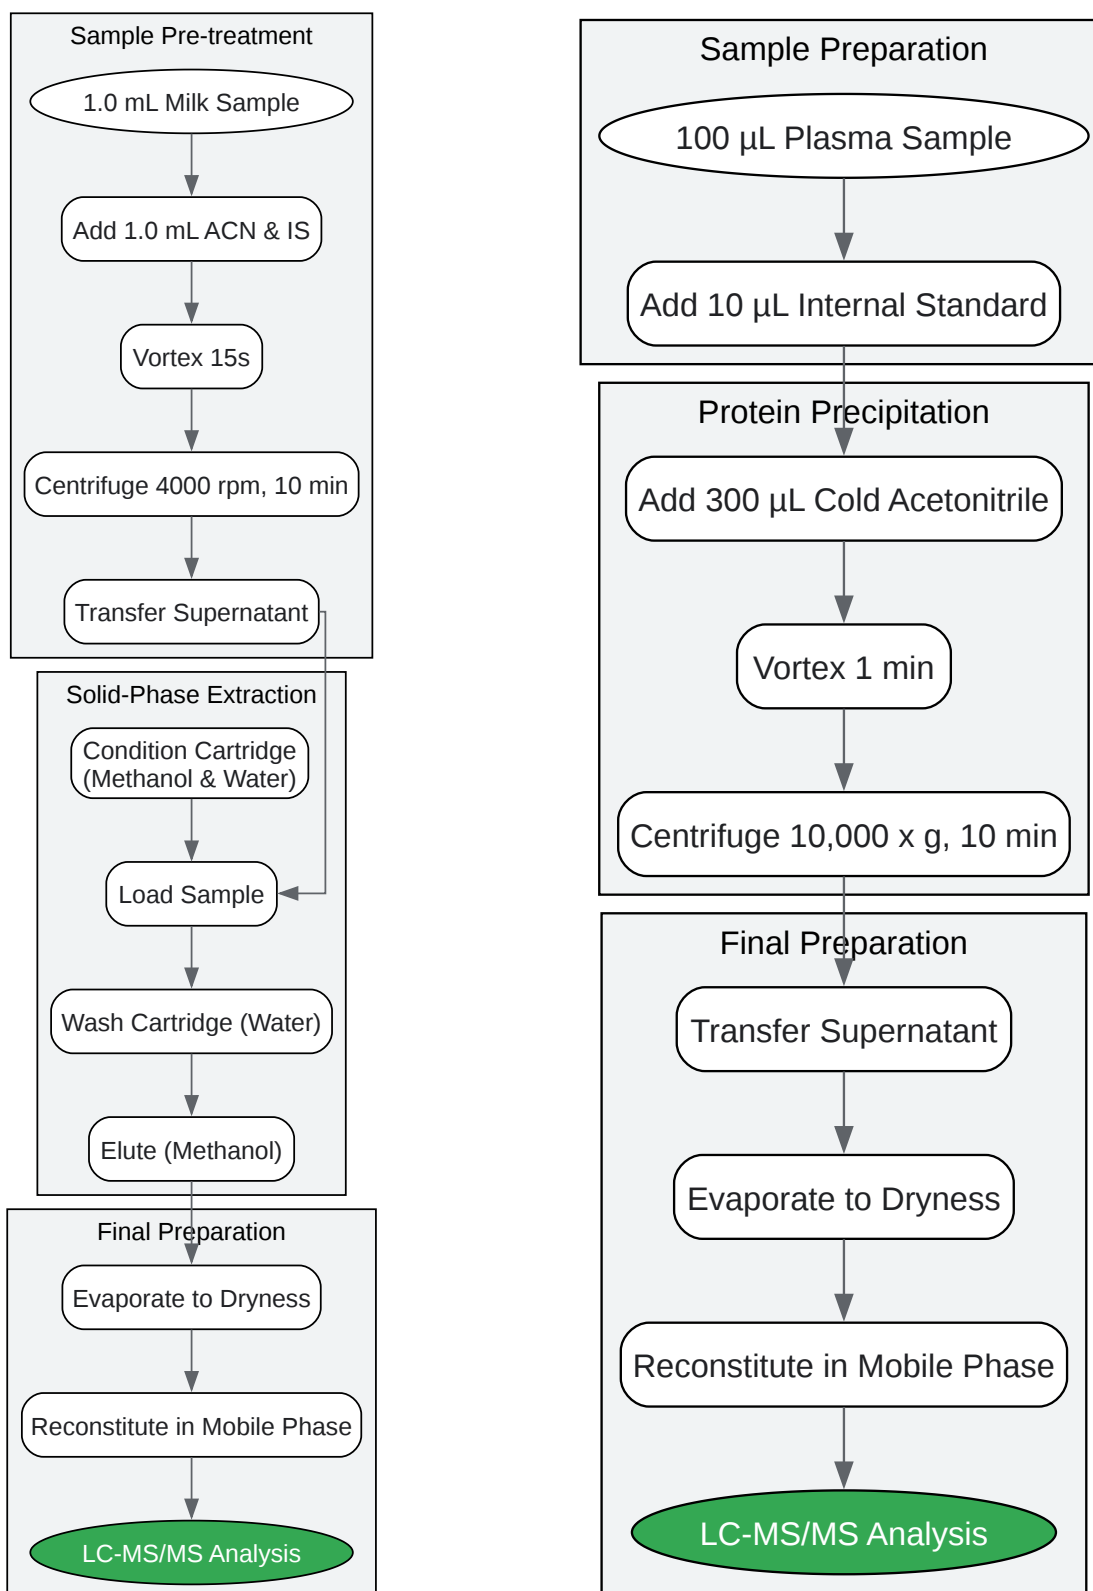 Sample Pre-treatment
1.0 mL Milk Sample
Add 1.0 mL ACN & IS
Vortex 15s
Centrifuge 4000 rpm, 10 min
Transfer Supernatant
Solid-Phase Extraction
Condition Cartridge
(Methanol & Water)
Load Sample
Wash Cartridge (Water)
Elute (Methanol)
Final Preparation
Evaporate to Dryness
Reconstitute in Mobile Phase
LC-MS/MS Analysis
Sample Preparation
100 µL Plasma Sample
Add 10 µL Internal Standard
Protein Precipitation
Add 300 µL Cold Acetonitrile
Vortex 1 min
Centrifuge 10,000 x g, 10 min
Final Preparation
Transfer Supernatant
Evaporate to Dryness
Reconstitute in Mobile Phase
LC-MS/MS Analysis